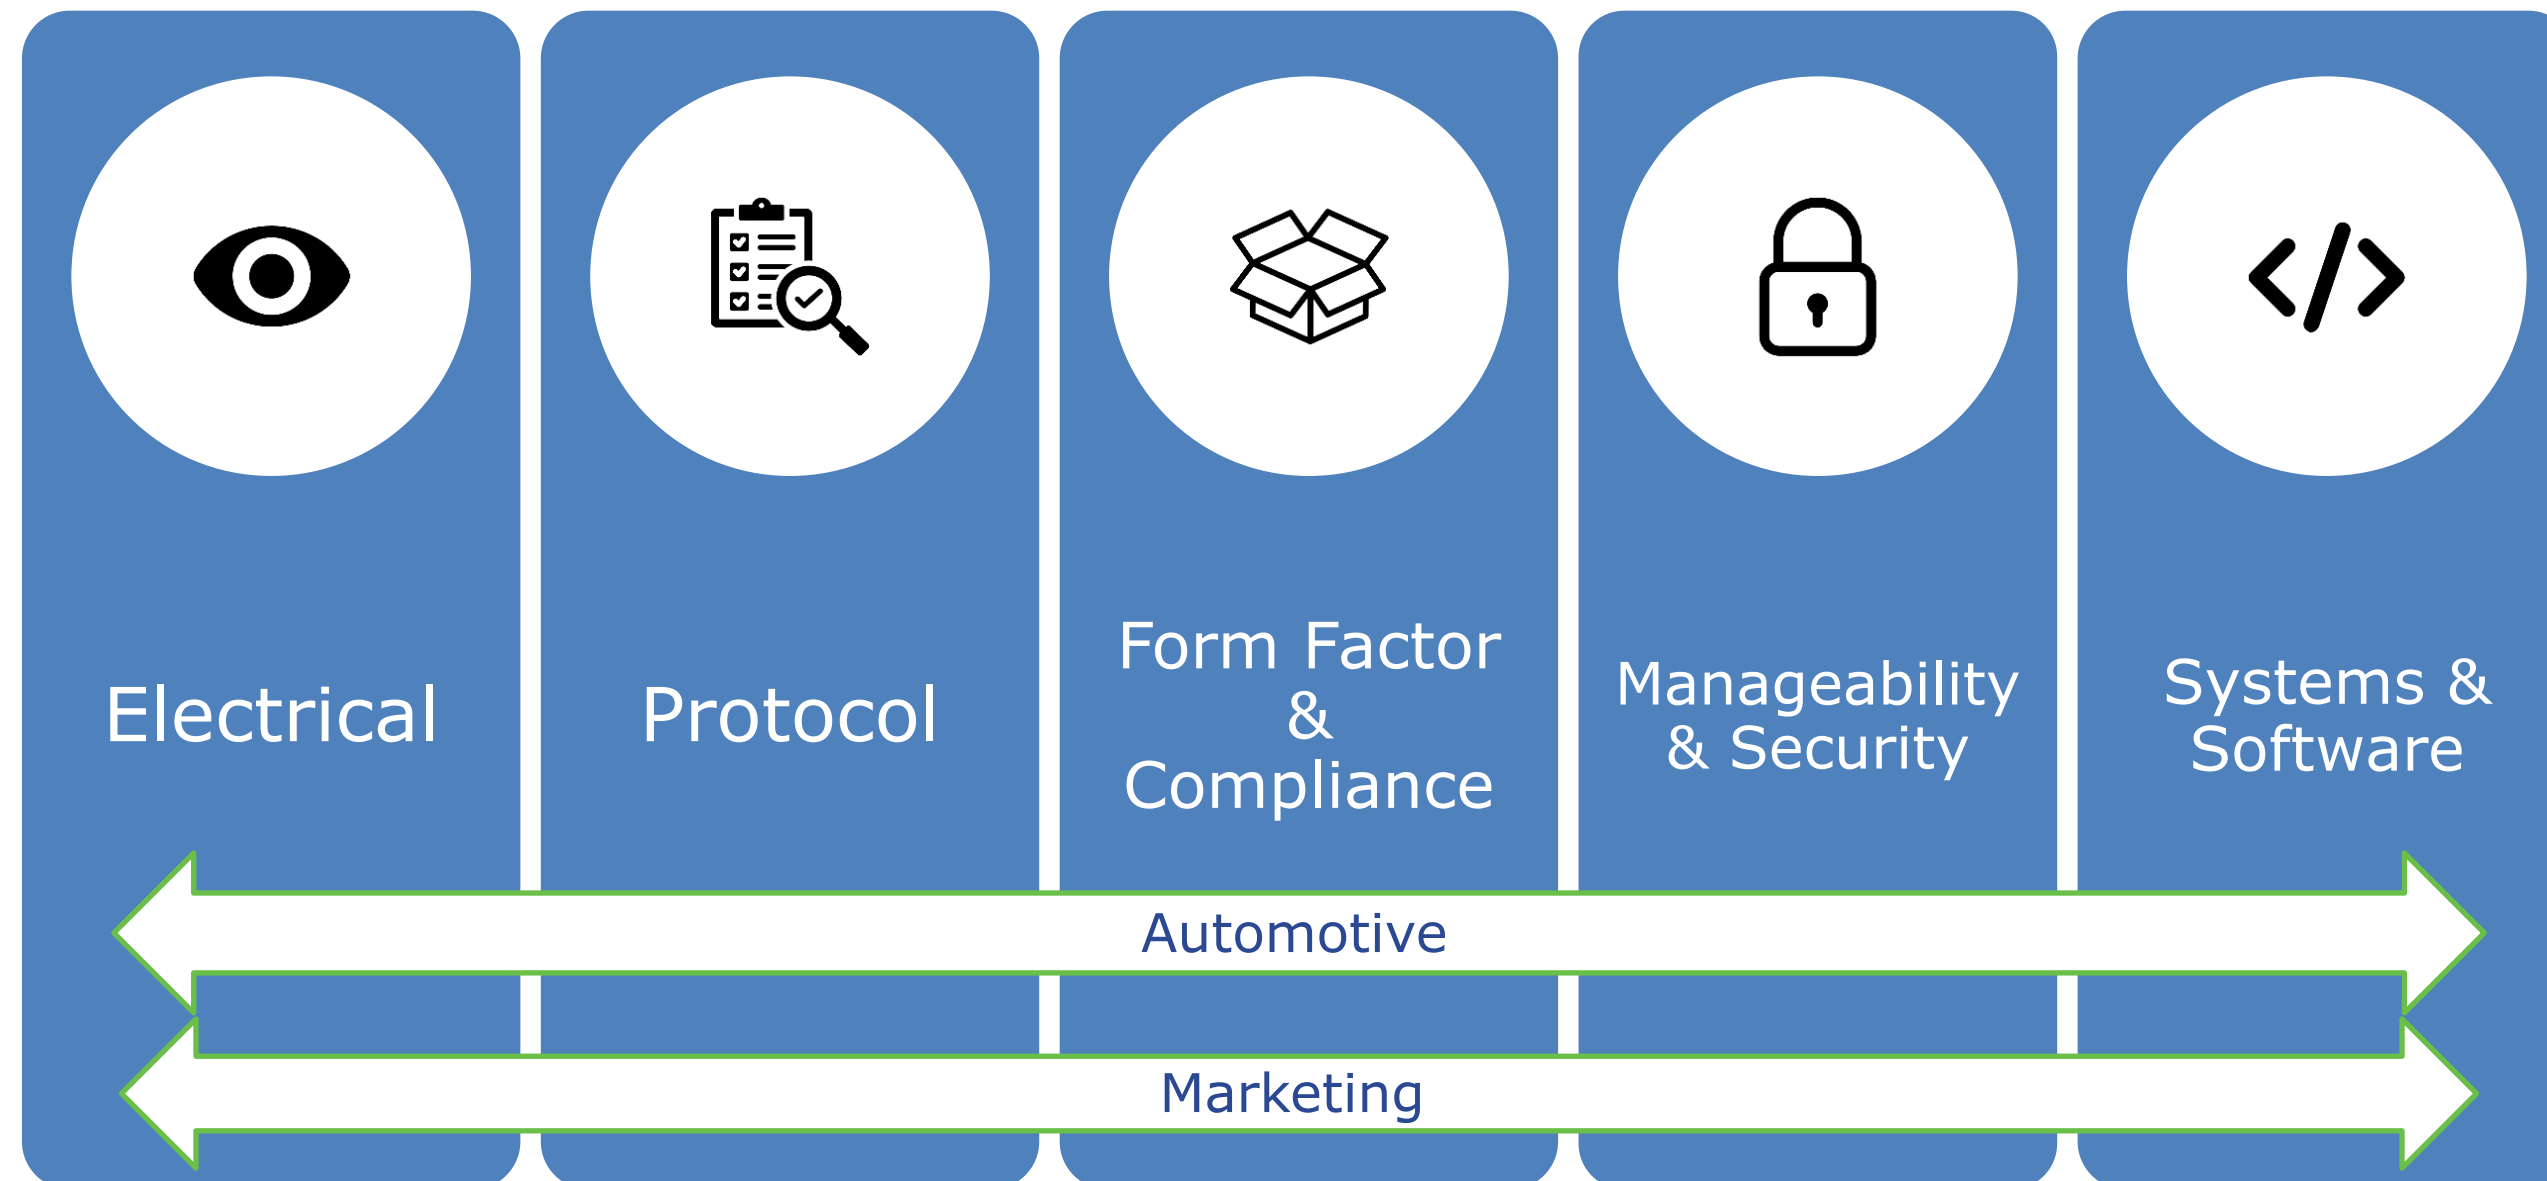 Electrical
Protocol
Form Factor
&
Compliance
Manageability
& Security
Systems &
Software
Automotive
Marketing